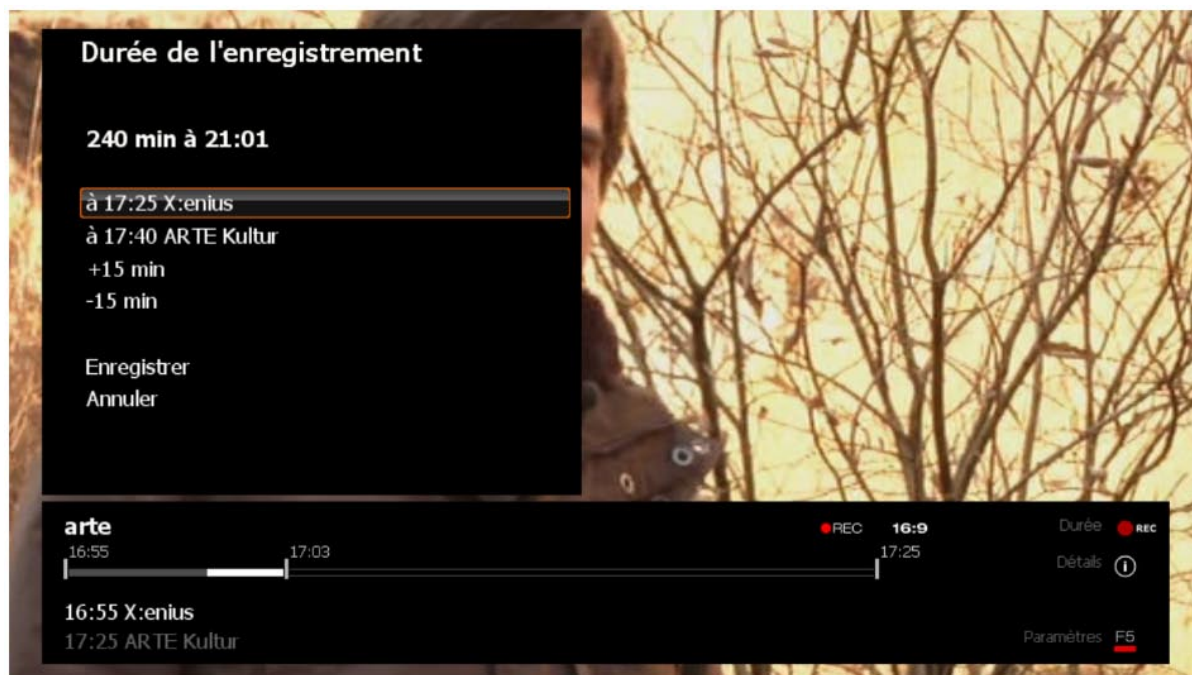 Durée de l'enregistrement
240 min à 21:01
à 17:25 X:enius
à 17:40 ARTE Kultur
+15 min
-15 min
Enregistrer
Annuler
arte
REC 16:9 Durée REC
16:55 17:03 17:25
Détails i
16:55 X:enius
17:25 ARTE Kultur
Paramètres F5